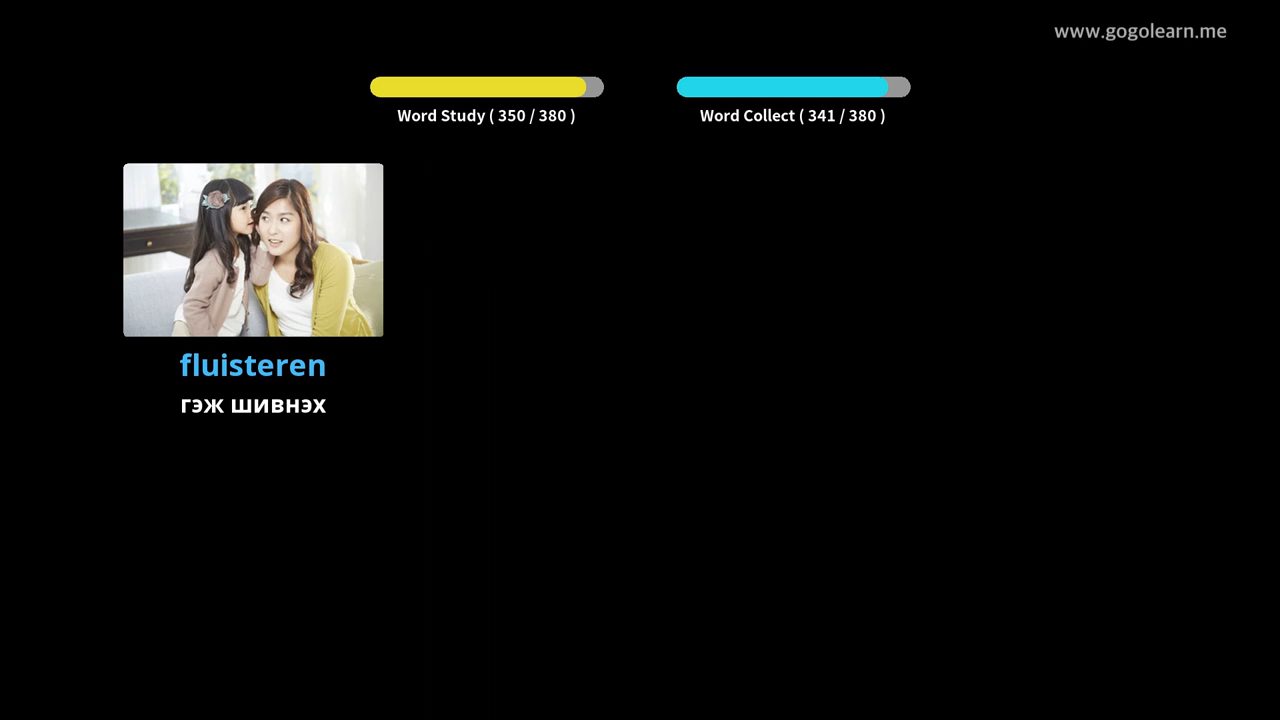 www.gogolearn.me
Word Study ( 350 / 380 )
Word Collect ( 341 / 380 )
fluisteren
гэж шивнэх